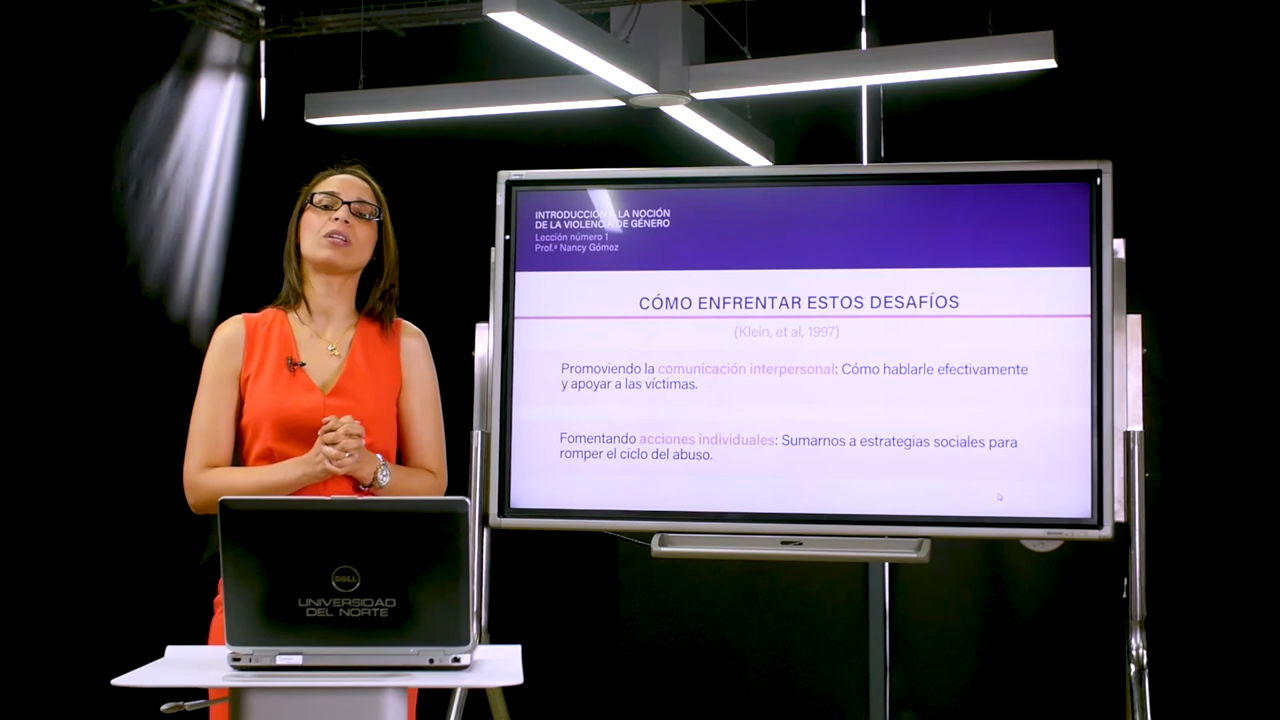 INTRODUCCIÓN A LA NOCIÓN
DE LA VIOLENCIA DE GÉNERO
Lección número 1
Prof.ª Nancy Gómez
CÓMO ENFRENTAR ESTOS DESAFÍOS
(Klein, et al, 1997)
Promoviendo la comunicación interpersonal: Cómo hablarle efectivamente
y apoyar a las víctimas.
Fomentando acciones individuales: Sumarnos a estrategias sociales para
romper el ciclo del abuso.
DELL
UNIVERSIDAD
DEL NORTE